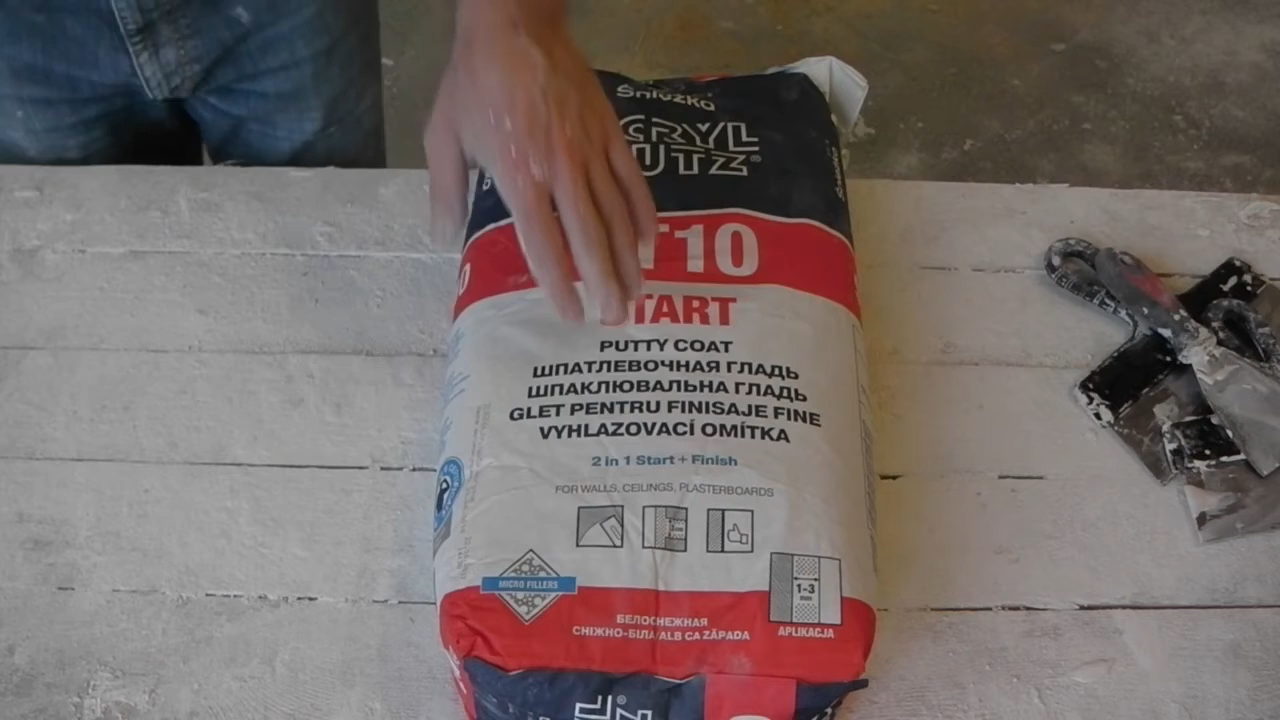 Śnieżka
CRYL
UTZ®
T10
START
PUTTY COAT
ШПАТЛЕВОЧНАЯ ГЛАДЬ
ШПАКЛЮВАЛЬНА ГЛАДЬ
GLET PENTRU FINISAJE FINE
VYHLAZOVACÍ OMÍTKA
2 in 1 Start + Finish
FOR WALLS, CEILINGS, PLASTERBOARDS
MICRO FILLERS
1-3
mm
APLIKACJA
БЕЛОСНЕЖНАЯ
СНІЖНО-БІЛА/ALB CA ZĂPADA